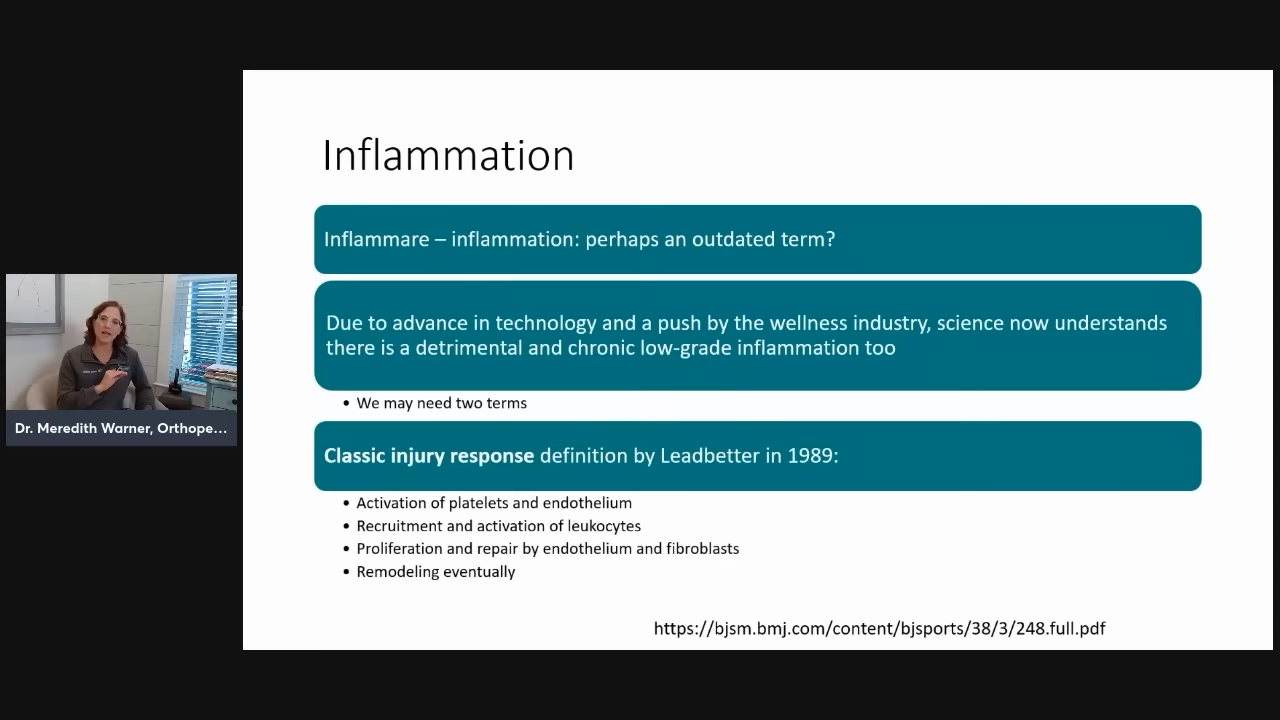 Inflammation
Inflammare – inflammation: perhaps an outdated term?
Due to advance in technology and a push by the wellness industry, science now understands
there is a detrimental and chronic low-grade inflammation too
• We may need two terms
Classic injury response definition by Leadbetter in 1989:
Dr. Meredith Warner, Orthope...
• Activation of platelets and endothelium
• Recruitment and activation of leukocytes
• Proliferation and repair by endothelium and fibroblasts
• Remodeling eventually
https://bjsm.bmj.com/content/bjsports/38/3/248.full.pdf